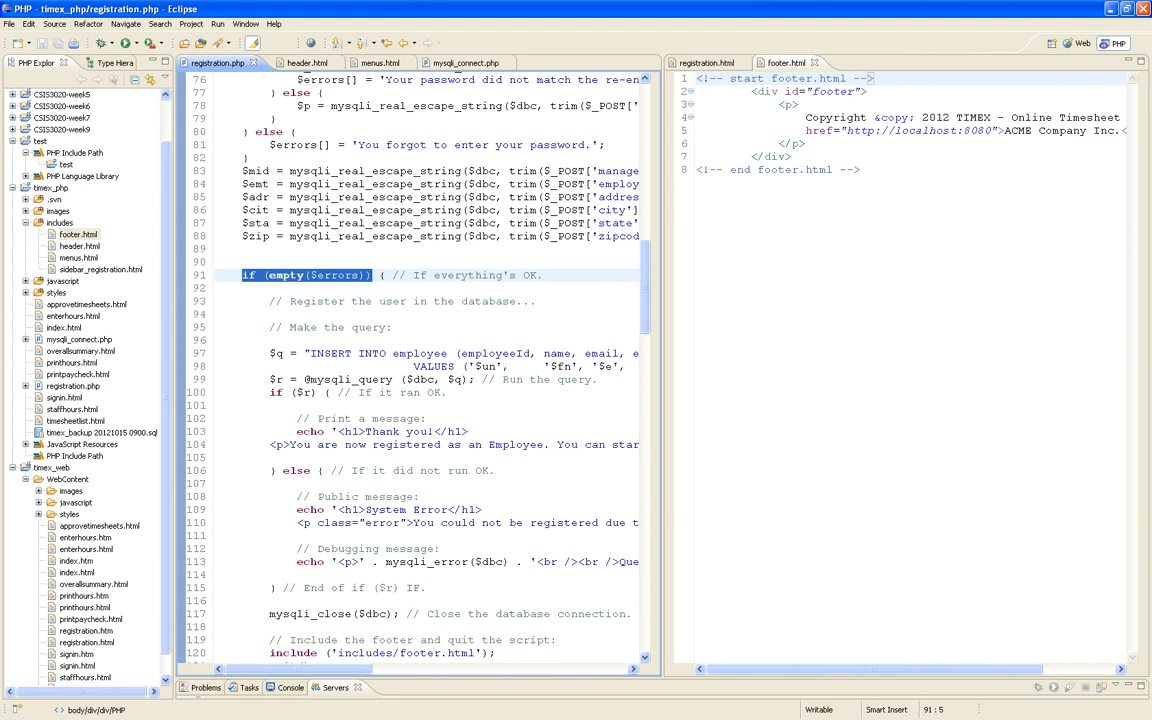 PHP - timex_php/registration.php - Eclipse
File Edit Source Refactor Navigate Search Project Run Window Help
Web PHP
PHP Explor Type Hiera
CSIS3020-week5
CSIS3020-week6
CSIS3020-week7
CSIS3020-week9
test
PHP Include Path
test
PHP Language Library
timex_php
.svn
images
includes
footer.html
header.html
menus.html
sidebar_registration.html
javascript
styles
approvetimesheets.html
enterhours.html
index.html
mysqli_connect.php
overallsummary.html
printhours.html
printpaycheck.html
registration.php
signin.html
staffhours.html
timesheetlist.html
timex_backup 20121015 0900.sql
JavaScript Resources
PHP Include Path
timex_web
WebContent
images
javascript
styles
approvetimesheets.html
enterhours.htm
enterhours.html
index.htm
index.html
overallsummary.html
printhours.htm
printhours.html
printpaycheck.html
registration.htm
registration.html
signin.htm
signin.html
staffhours.html
registration.php header.html menus.html mysqli_connect.php
76 $errors[] = 'Your password did not match the re-en
77 } else {
78 $p = mysqli_real_escape_string($dbc, trim($_POST['
79 }
80 } else {
81 $errors[] = 'You forgot to enter your password.';
82 }
83 $mid = mysqli_real_escape_string($dbc, trim($_POST['manage
84 $emt = mysqli_real_escape_string($dbc, trim($_POST['employ
85 $adr = mysqli_real_escape_string($dbc, trim($_POST['addres
86 $cit = mysqli_real_escape_string($dbc, trim($_POST['city']
87 $sta = mysqli_real_escape_string($dbc, trim($_POST['state'
88 $zip = mysqli_real_escape_string($dbc, trim($_POST['zipcod
89
90
91 if (empty($errors)) { // If everything's OK.
92
93 // Register the user in the database...
94
95 // Make the query:
96
97 $q = "INSERT INTO employee (employeeId, name, email, e
98 VALUES ('$un', '$fn', '$e',
99 $r = @mysqli_query ($dbc, $q); // Run the query.
100 if ($r) { // If it ran OK.
101
102 // Print a message:
103 echo '<h1>Thank you!</h1>
104 <p>You are now registered as an Employee. You can star
105
106 } else { // If it did not run OK.
107
108 // Public message:
109 echo '<h1>System Error</h1>
110 <p class="error">You could not be registered due t
111
112 // Debugging message:
113 echo '<p>' . mysqli_error($dbc) . '<br /><br />Que
114
115 } // End of if ($r) IF.
116
117 mysqli_close($dbc); // Close the database connection.
118
119 // Include the footer and quit the script:
120 include ('includes/footer.html');
registration.html footer.html
1 <!-- start footer.html -->
2 <div id="footer">
3 <p>
4 Copyright &copy; 2012 TIMEX - Online Timesheet
5 href="http://localhost:8080">ACME Company Inc.<
6 </p>
7 </div>
8 <!-- end footer.html -->
Problems Tasks Console Servers
body/div/div/PHP Writable Smart Insert 91 : 5